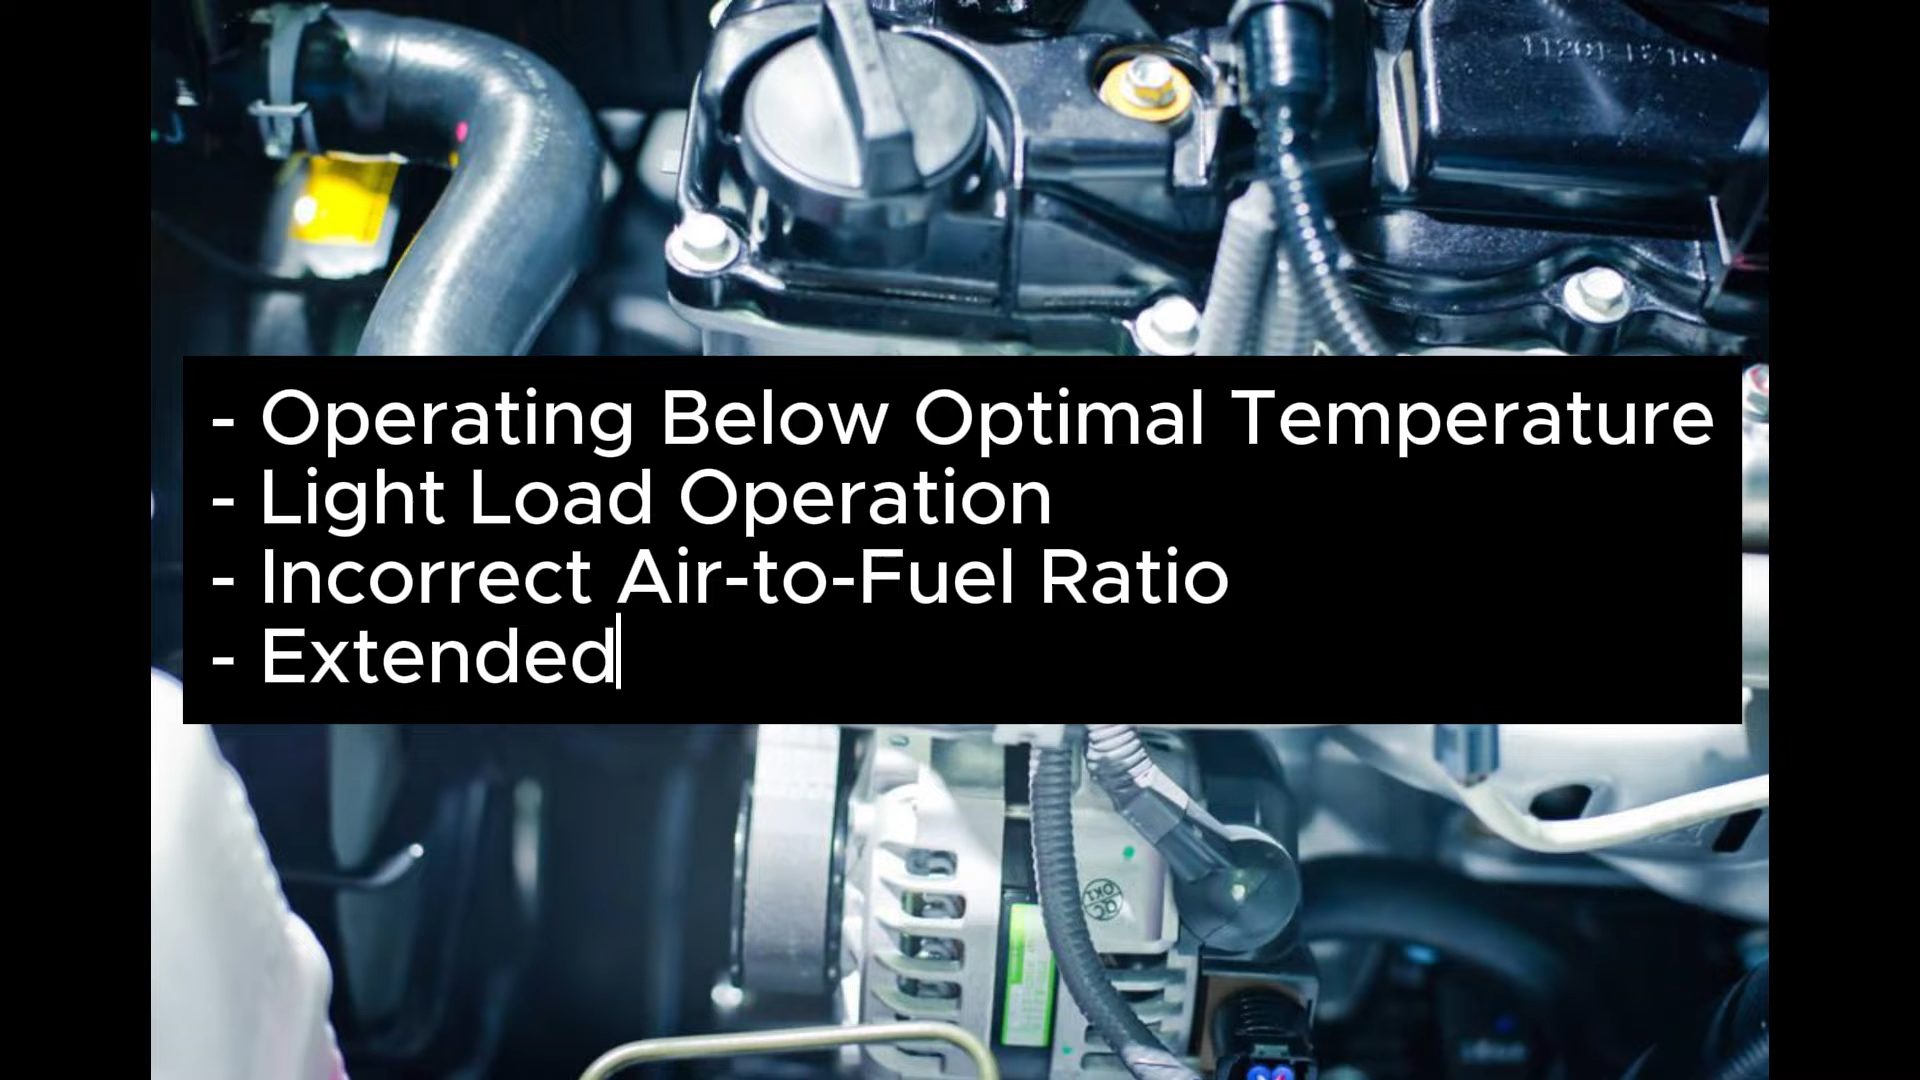 - Operating Below Optimal Temperature
- Light Load Operation
- Incorrect Air-to-Fuel Ratio
- Extended